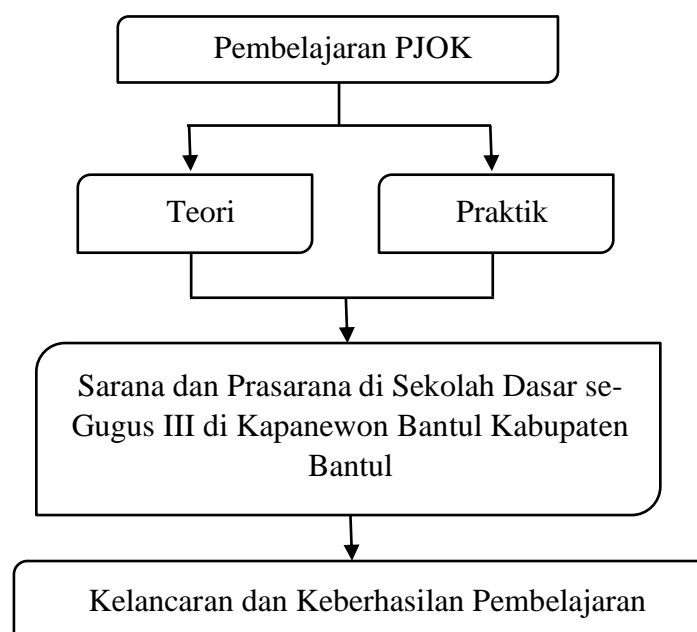 Pembelajaran PJOK
Teori
Praktik
Sarana dan Prasarana di Sekolah Dasar se-
Gugus III di Kapanewon Bantul Kabupaten
Bantul
Kelancaran dan Keberhasilan Pembelajaran